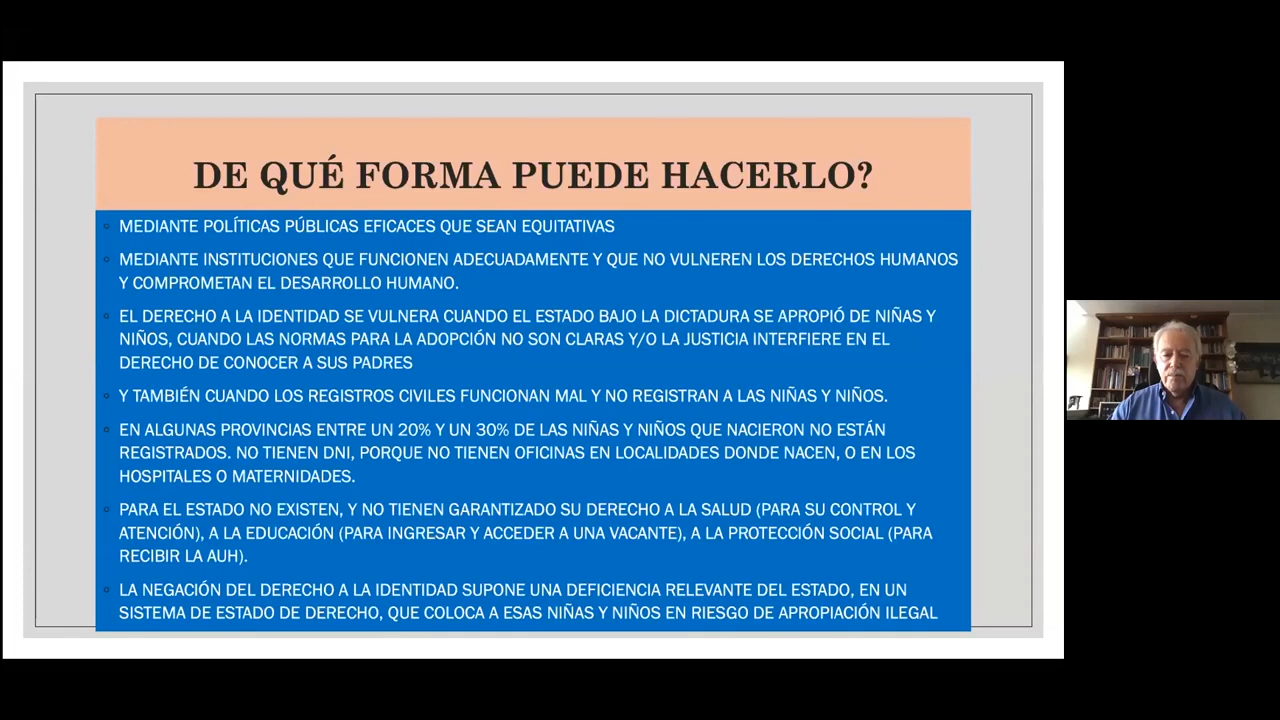 DE QUÉ FORMA PUEDE HACERLO?
MEDIANTE POLÍTICAS PÚBLICAS EFICACES QUE SEAN EQUITATIVAS
MEDIANTE INSTITUCIONES QUE FUNCIONEN ADECUADAMENTE Y QUE NO VULNEREN LOS DERECHOS HUMANOS
Y COMPROMETAN EL DESARROLLO HUMANO.
EL DERECHO A LA IDENTIDAD SE VULNERA CUANDO EL ESTADO BAJO LA DICTADURA SE APROPIÓ DE NIÑAS Y
NIÑOS, CUANDO LAS NORMAS PARA LA ADOPCIÓN NO SON CLARAS Y/O LA JUSTICIA INTERFIERE EN EL
DERECHO DE CONOCER A SUS PADRES
Y TAMBIÉN CUANDO LOS REGISTROS CIVILES FUNCIONAN MAL Y NO REGISTRAN A LAS NIÑAS Y NIÑOS.
EN ALGUNAS PROVINCIAS ENTRE UN 20% Y UN 30% DE LAS NIÑAS Y NIÑOS QUE NACIERON NO ESTÁN
REGISTRADOS. NO TIENEN DNI, PORQUE NO TIENEN OFICINAS EN LOCALIDADES DONDE NACEN, O EN LOS
HOSPITALES O MATERNIDADES.
PARA EL ESTADO NO EXISTEN, Y NO TIENEN GARANTIZADO SU DERECHO A LA SALUD (PARA SU CONTROL Y
ATENCIÓN), A LA EDUCACIÓN (PARA INGRESAR Y ACCEDER A UNA VACANTE), A LA PROTECCIÓN SOCIAL (PARA
RECIBIR LA AUH).
LA NEGACIÓN DEL DERECHO A LA IDENTIDAD SUPONE UNA DEFICIENCIA RELEVANTE DEL ESTADO, EN UN
SISTEMA DE ESTADO DE DERECHO, QUE COLOCA A ESAS NIÑAS Y NIÑOS EN RIESGO DE APROPIACIÓN ILEGAL